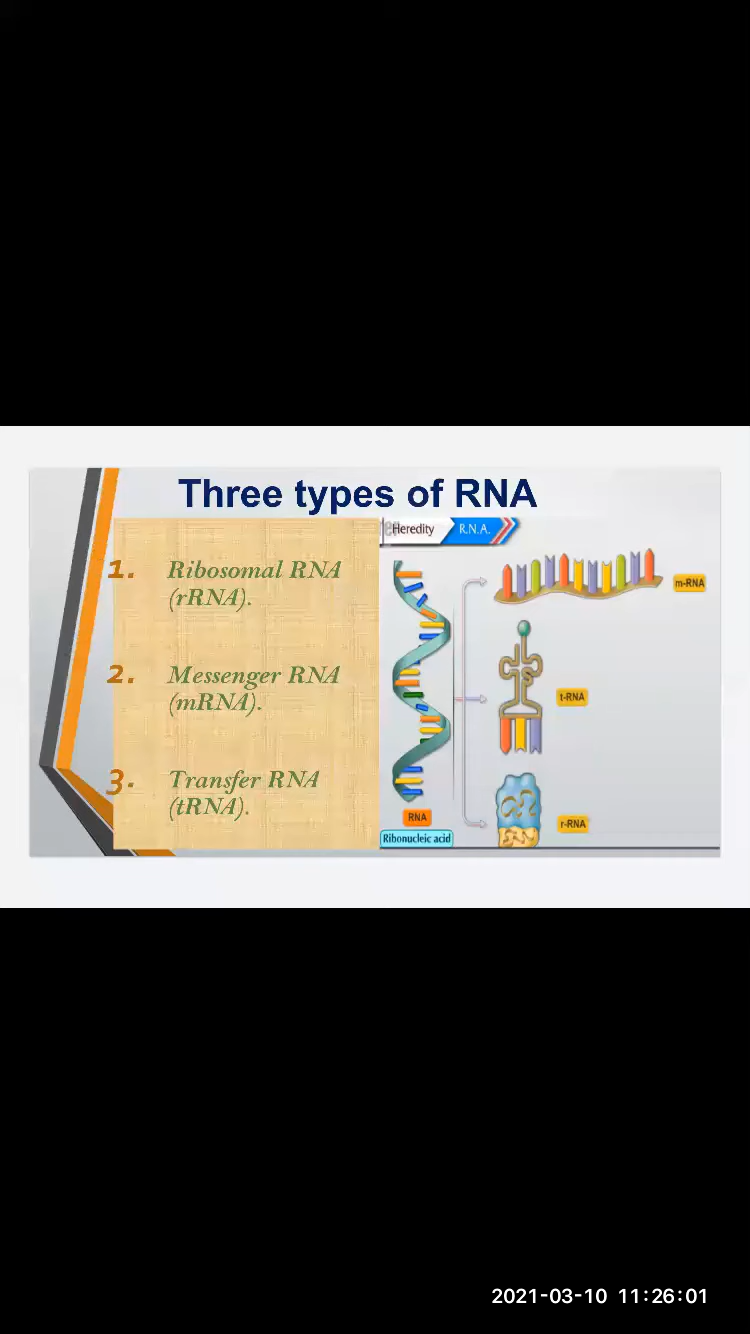 Three types of RNA
1. Ribosomal RNA
(rRNA).
2. Messenger RNA
(mRNA).
3. Transfer RNA
(tRNA).
Heredity R.N.A.
m-RNA
t-RNA
r-RNA
RNA
Ribonucleic acid
2021-03-10 11:26:01